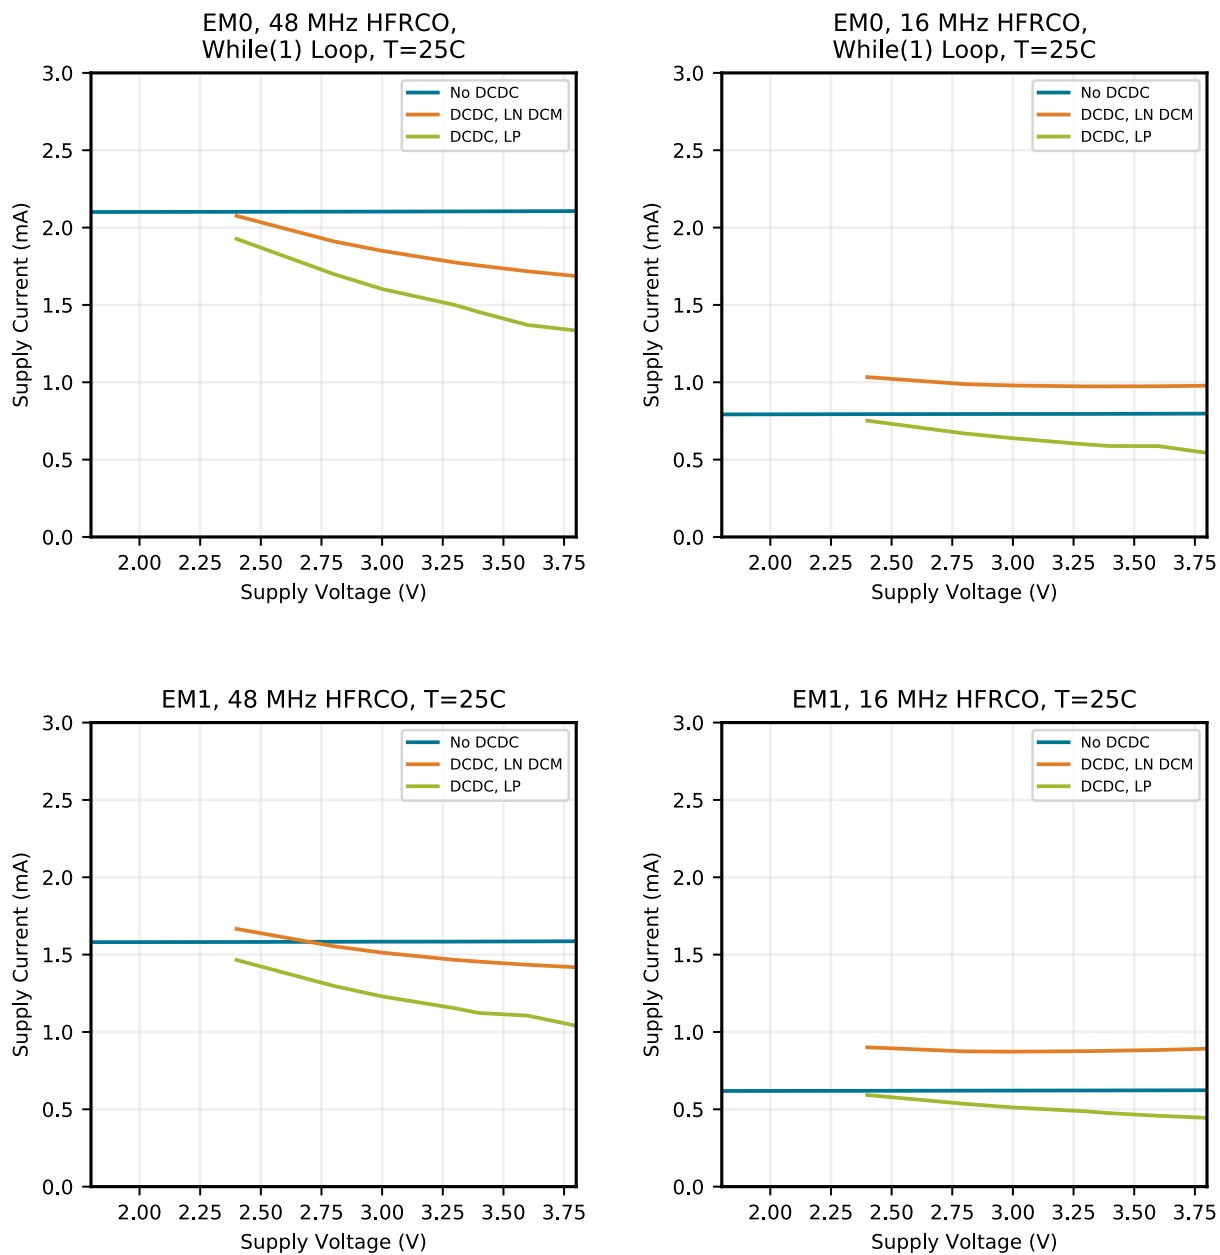 EM0, 48 MHz HFRCO,
While(1) Loop, T=25C
3.0
2.5
2.0
1.5
1.0
0.5
0.0
Supply Current (mA)
No DCDC
DCDC, LN DCM
DCDC, LP
2.00 2.25 2.50 2.75 3.00 3.25 3.50 3.75
Supply Voltage (V)
EM0, 16 MHz HFRCO,
While(1) Loop, T=25C
3.0
2.5
2.0
1.5
1.0
0.5
0.0
Supply Current (mA)
No DCDC
DCDC, LN DCM
DCDC, LP
2.00 2.25 2.50 2.75 3.00 3.25 3.50 3.75
Supply Voltage (V)
EM1, 48 MHz HFRCO, T=25C
3.0
2.5
2.0
1.5
1.0
0.5
0.0
Supply Current (mA)
No DCDC
DCDC, LN DCM
DCDC, LP
2.00 2.25 2.50 2.75 3.00 3.25 3.50 3.75
Supply Voltage (V)
EM1, 16 MHz HFRCO, T=25C
3.0
2.5
2.0
1.5
1.0
0.5
0.0
Supply Current (mA)
No DCDC
DCDC, LN DCM
DCDC, LP
2.00 2.25 2.50 2.75 3.00 3.25 3.50 3.75
Supply Voltage (V)